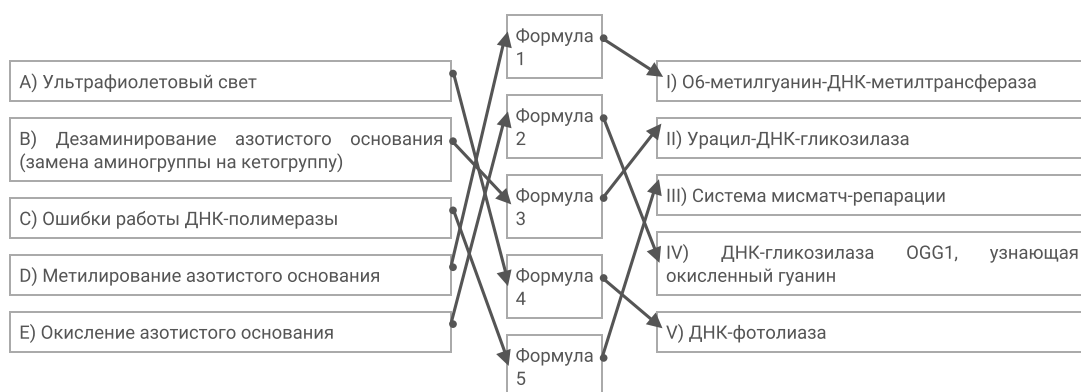 A) Ультрафиолетовый свет
B) Дезаминирование азотистого основания
(замена аминогруппы на кетогруппу)
C) Ошибки работы ДНК-полимеразы
D) Метилирование азотистого основания
E) Окисление азотистого основания
Формула
1
Формула
2
Формула
3
Формула
4
Формула
5
I) О6-метилгуанин-ДНК-метилтрансфераза
II) Урацил-ДНК-гликозилаза
III) Система мисматч-репарации
IV) ДНК-гликозилаза OGG1, узнающая
окисленный гуанин
V) ДНК-фотолиаза